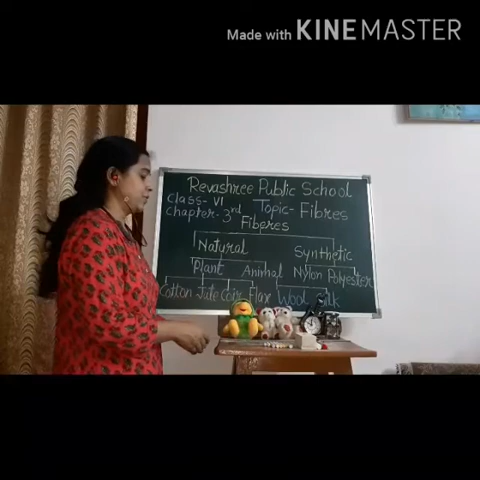 Made with KINEMASTER
Revashree Public School
Class- VI Topic- Fibres
Chapter- 3rd
Fiberes
Natural Synthetic
Plant Animal Nylon Polyester
Cotton Jute Coir Flax Wool Silk